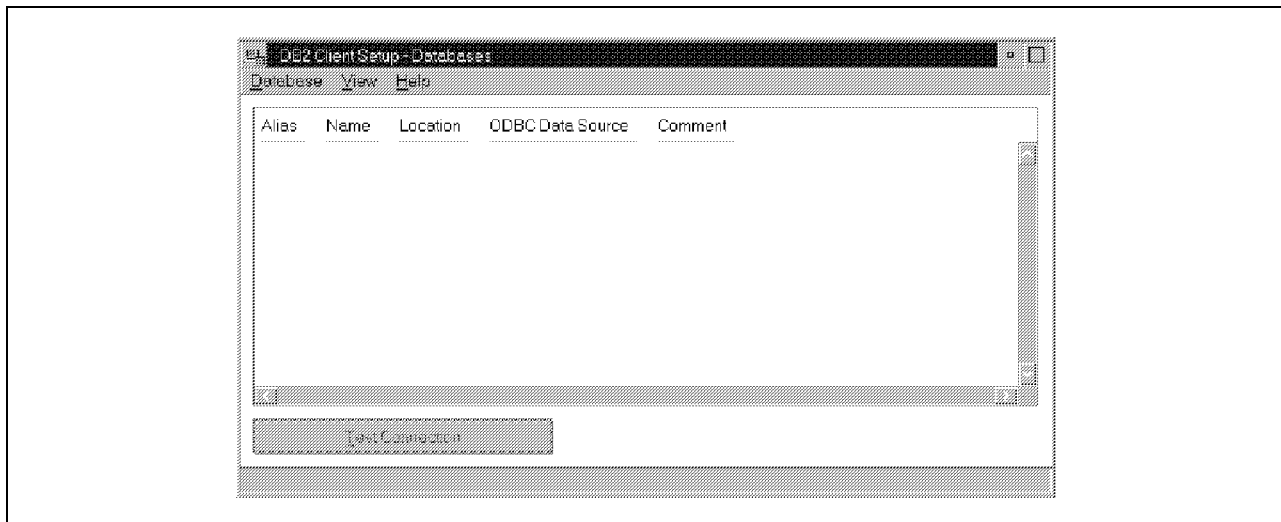 DB2 Client Setup - Databases
Database View Help
Alias Name Location ODBC Data Source Comment
Test Connection